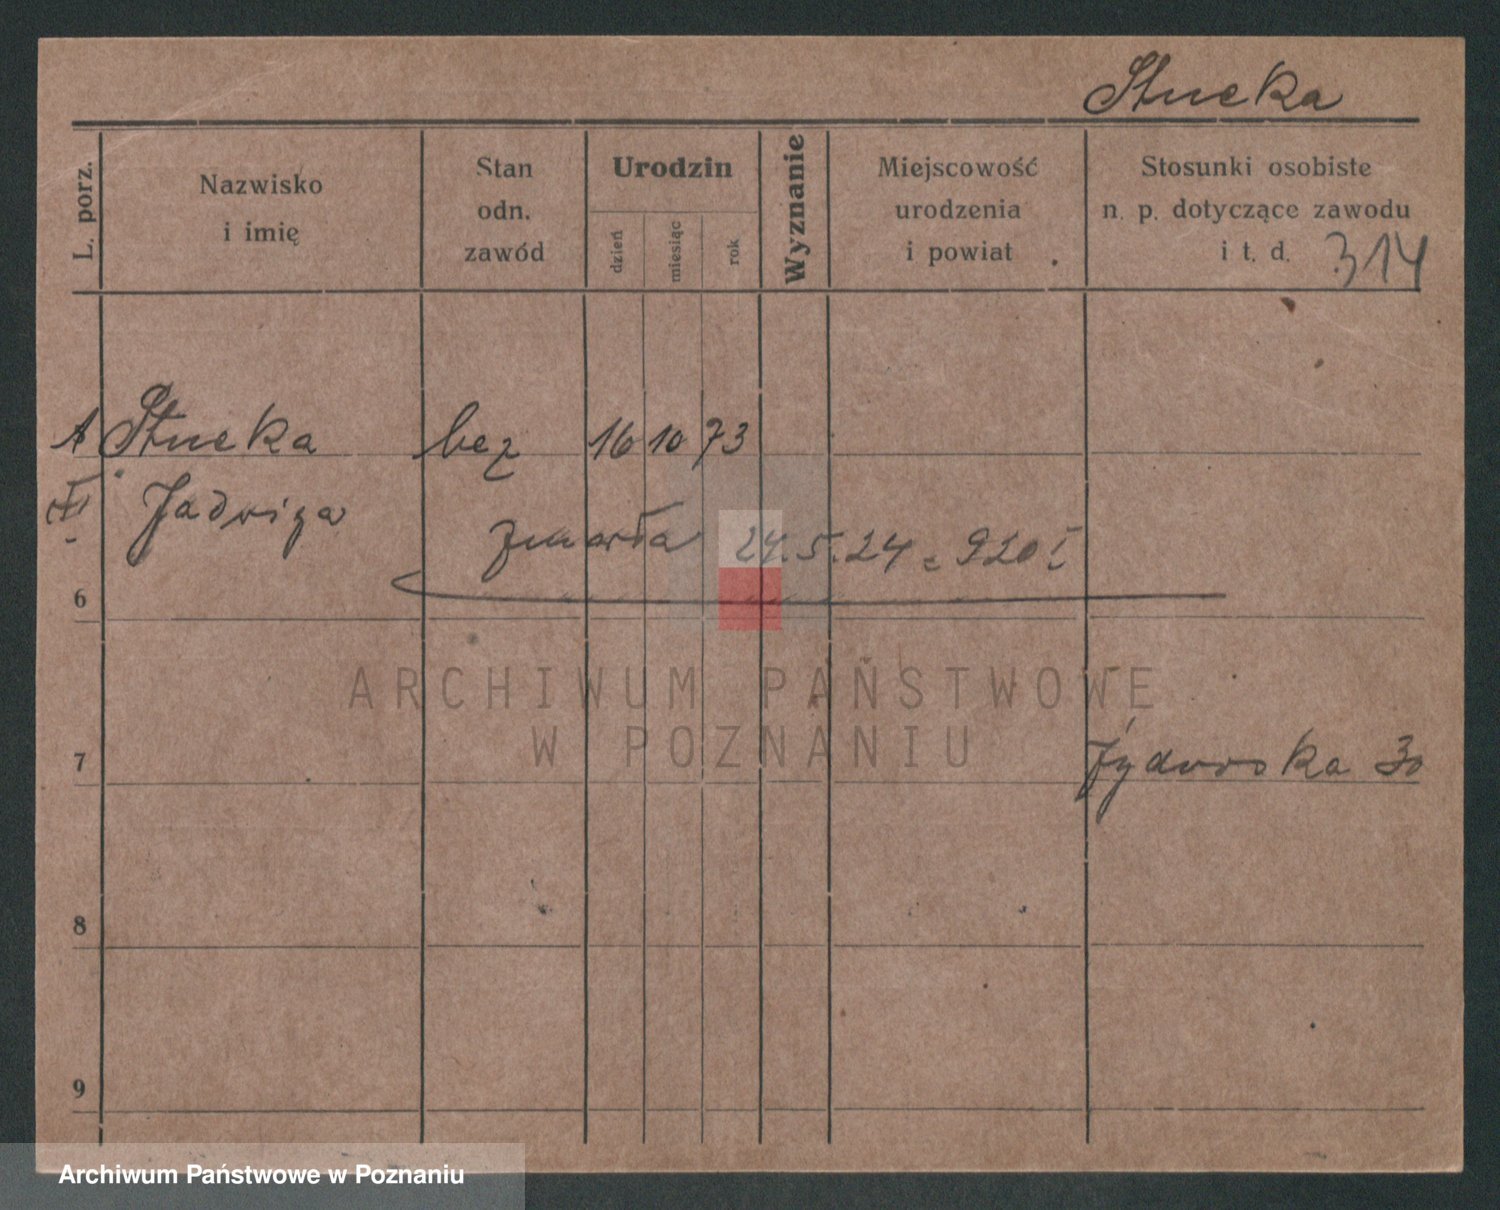 Stucka
L. porz.
Nazwisko
i imię
Stan
odn.
zawód
Urodzin
dzień
miesiąc
rok
Wyznanie
Miejscowość
urodzenia
i powiat
Stosunki osobiste
n. p. dotyczące zawodu
i t. d. 314
Stucka bez 16 10 73
Jadwiga
zmarła 24.5.24 = 920 I
6
ARCHIWUM PAŃSTWOWE
W POZNANIU
7
30
8
9
Archiwum Państwowe w Poznaniu